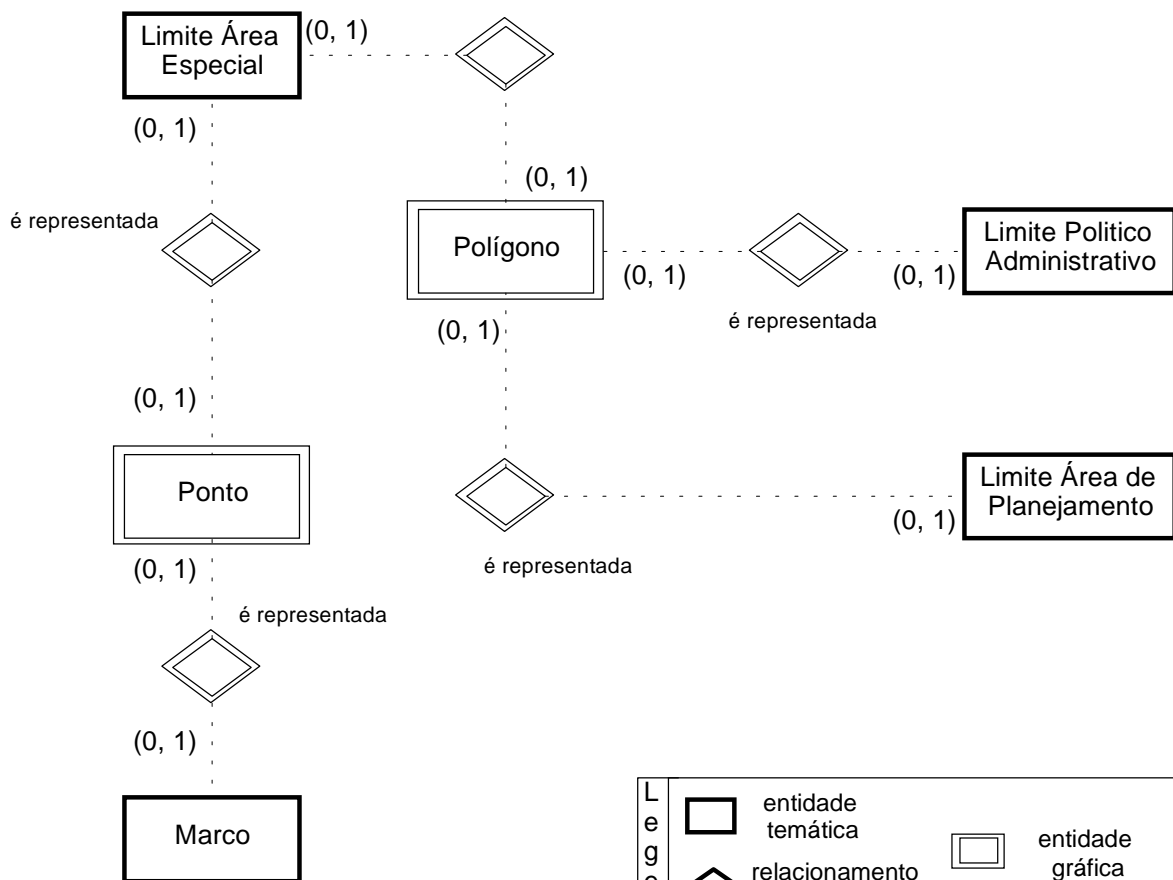 Limite Área
Especial
(0, 1)
(0, 1)
(0, 1)
é representada
Polígono
(0, 1)
(0, 1)
Limite Politico
Administrativo
(0, 1)
é representada
(0, 1)
Ponto
Limite Área de
Planejamento
(0, 1)
é representada
(0, 1)
é representada
(0, 1)
Marco
Lege
entidade
temática
entidade
gráfica
relacionamento